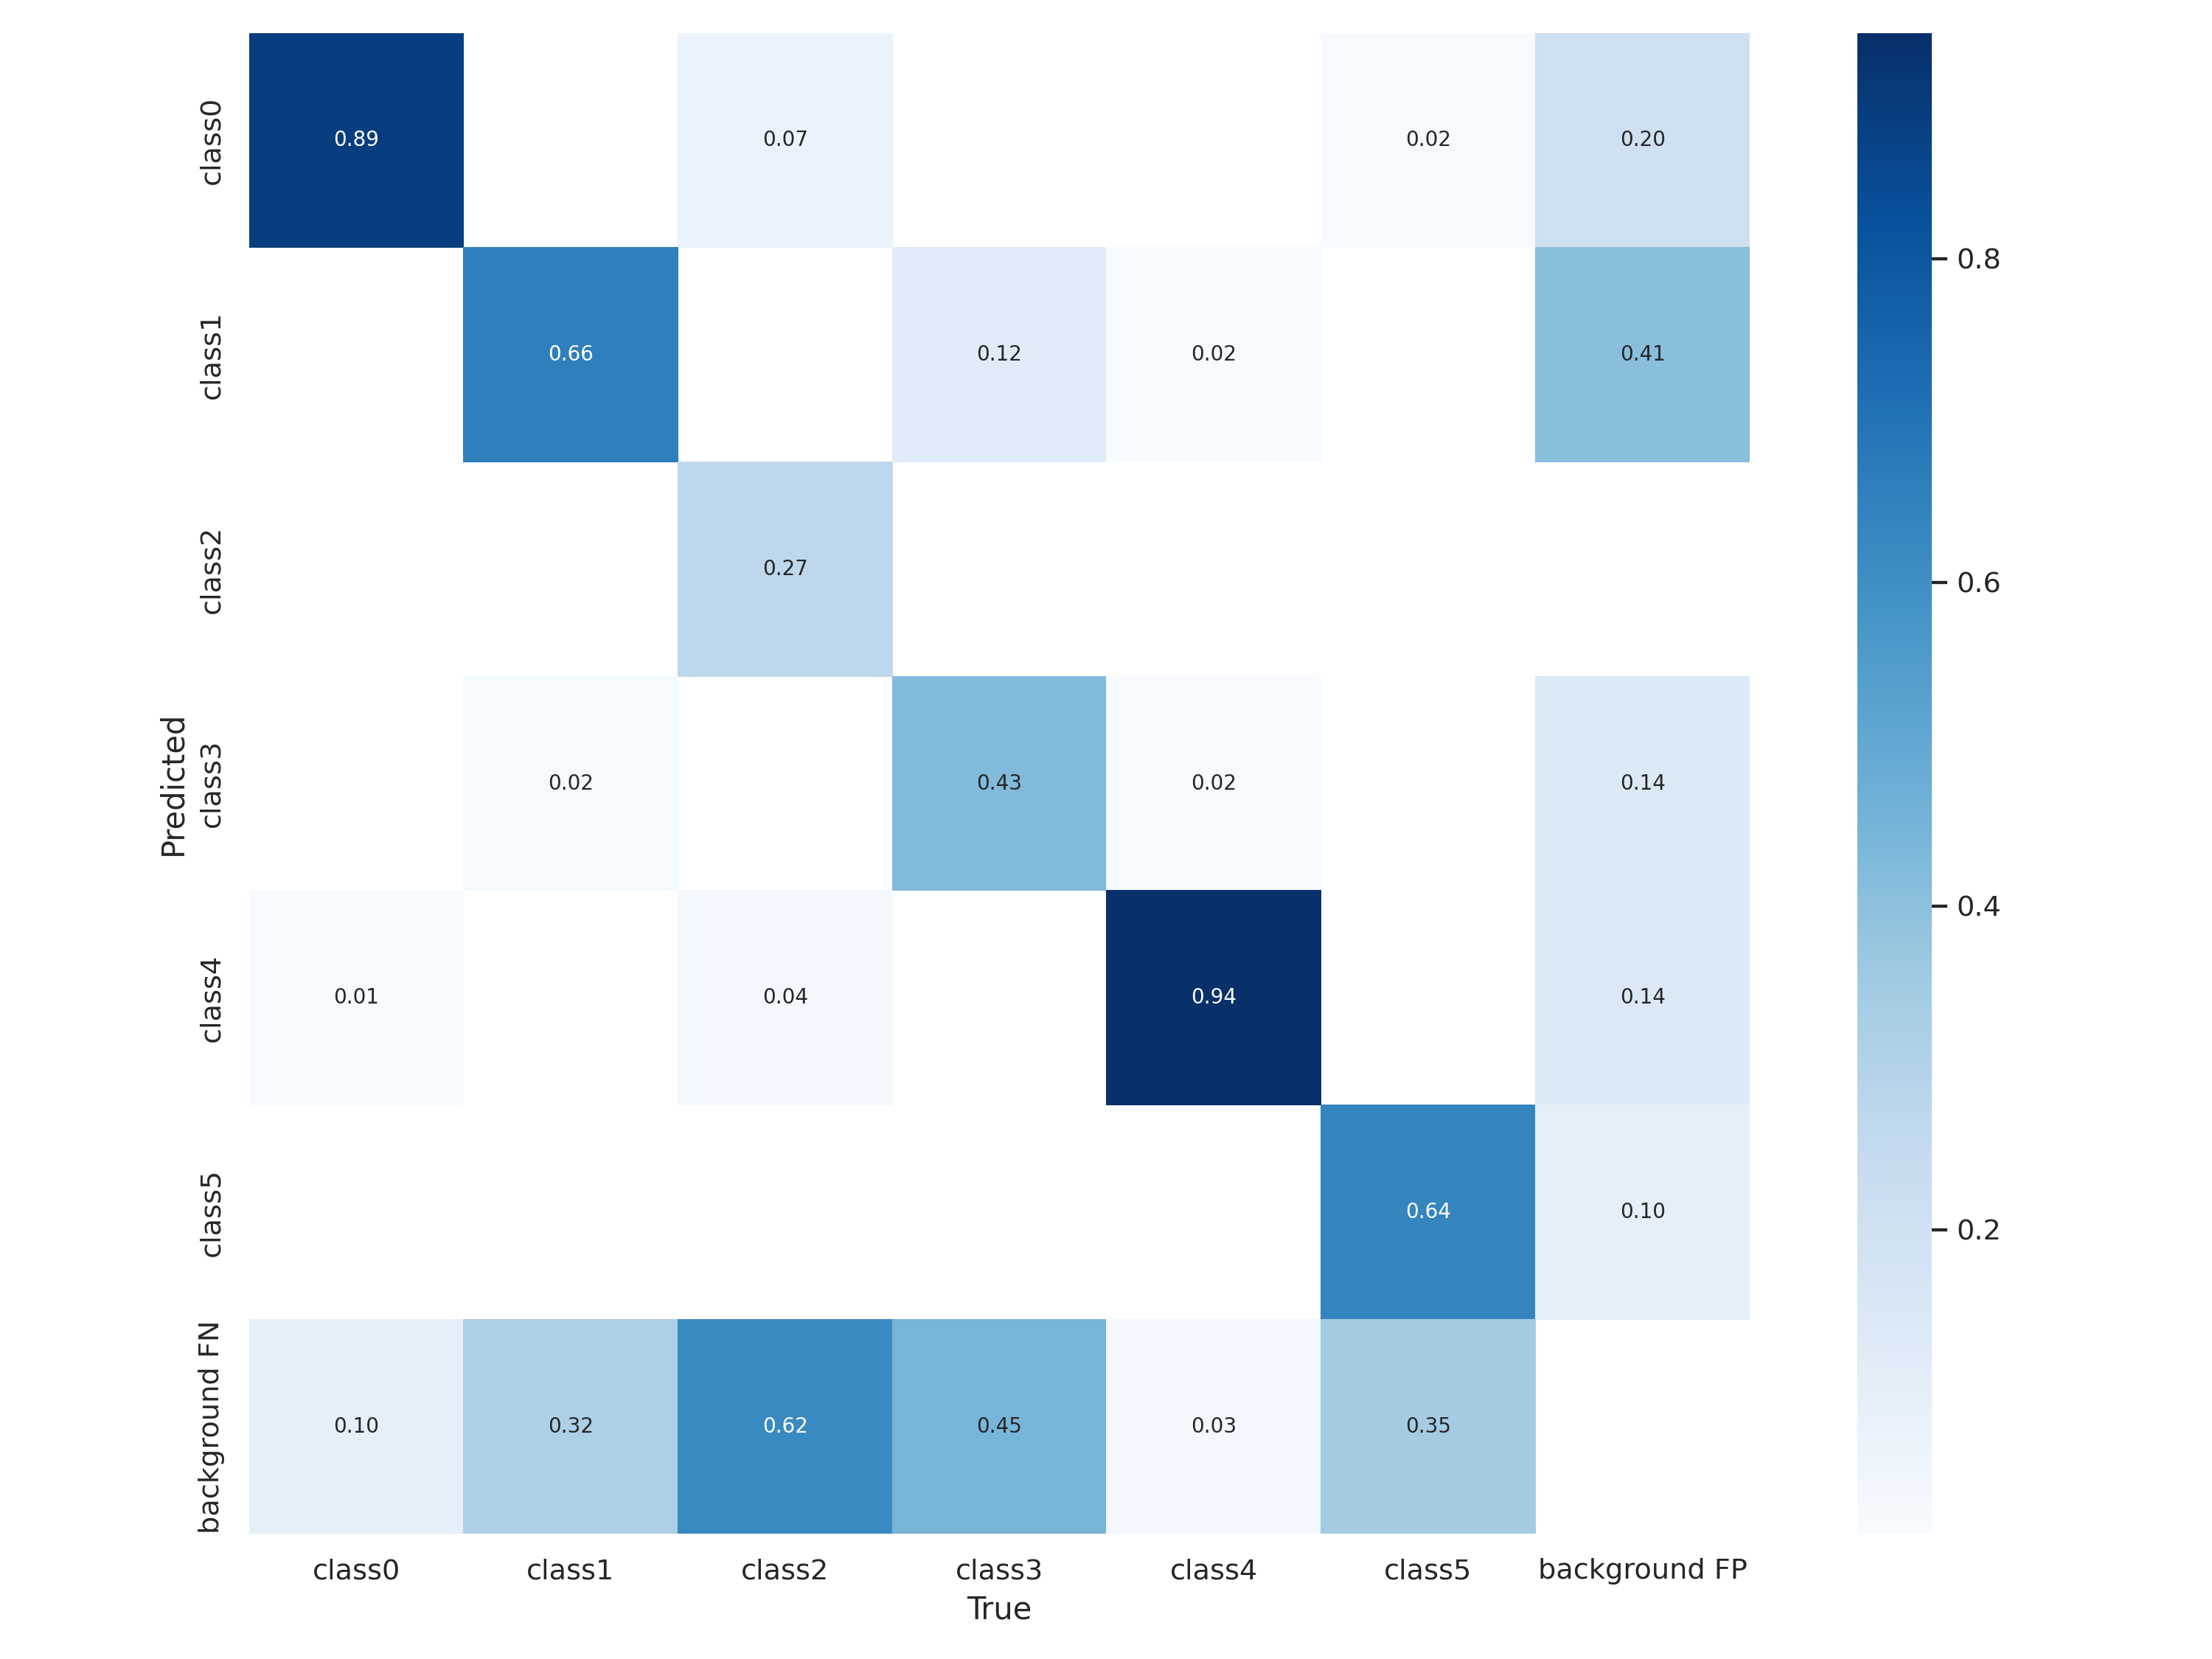 class0
0.89 0.07 0.02 0.20
0.8
class1
0.66 0.12 0.02 0.41
class2
0.27
0.6
Predicted
class3
0.02 0.43 0.02 0.14
0.4
class4
0.01 0.04 0.94 0.14
class5
0.64 0.10
0.2
background FN
0.10 0.32 0.62 0.45 0.03 0.35
class0 class1 class2 class3 class4 class5 background FP
True